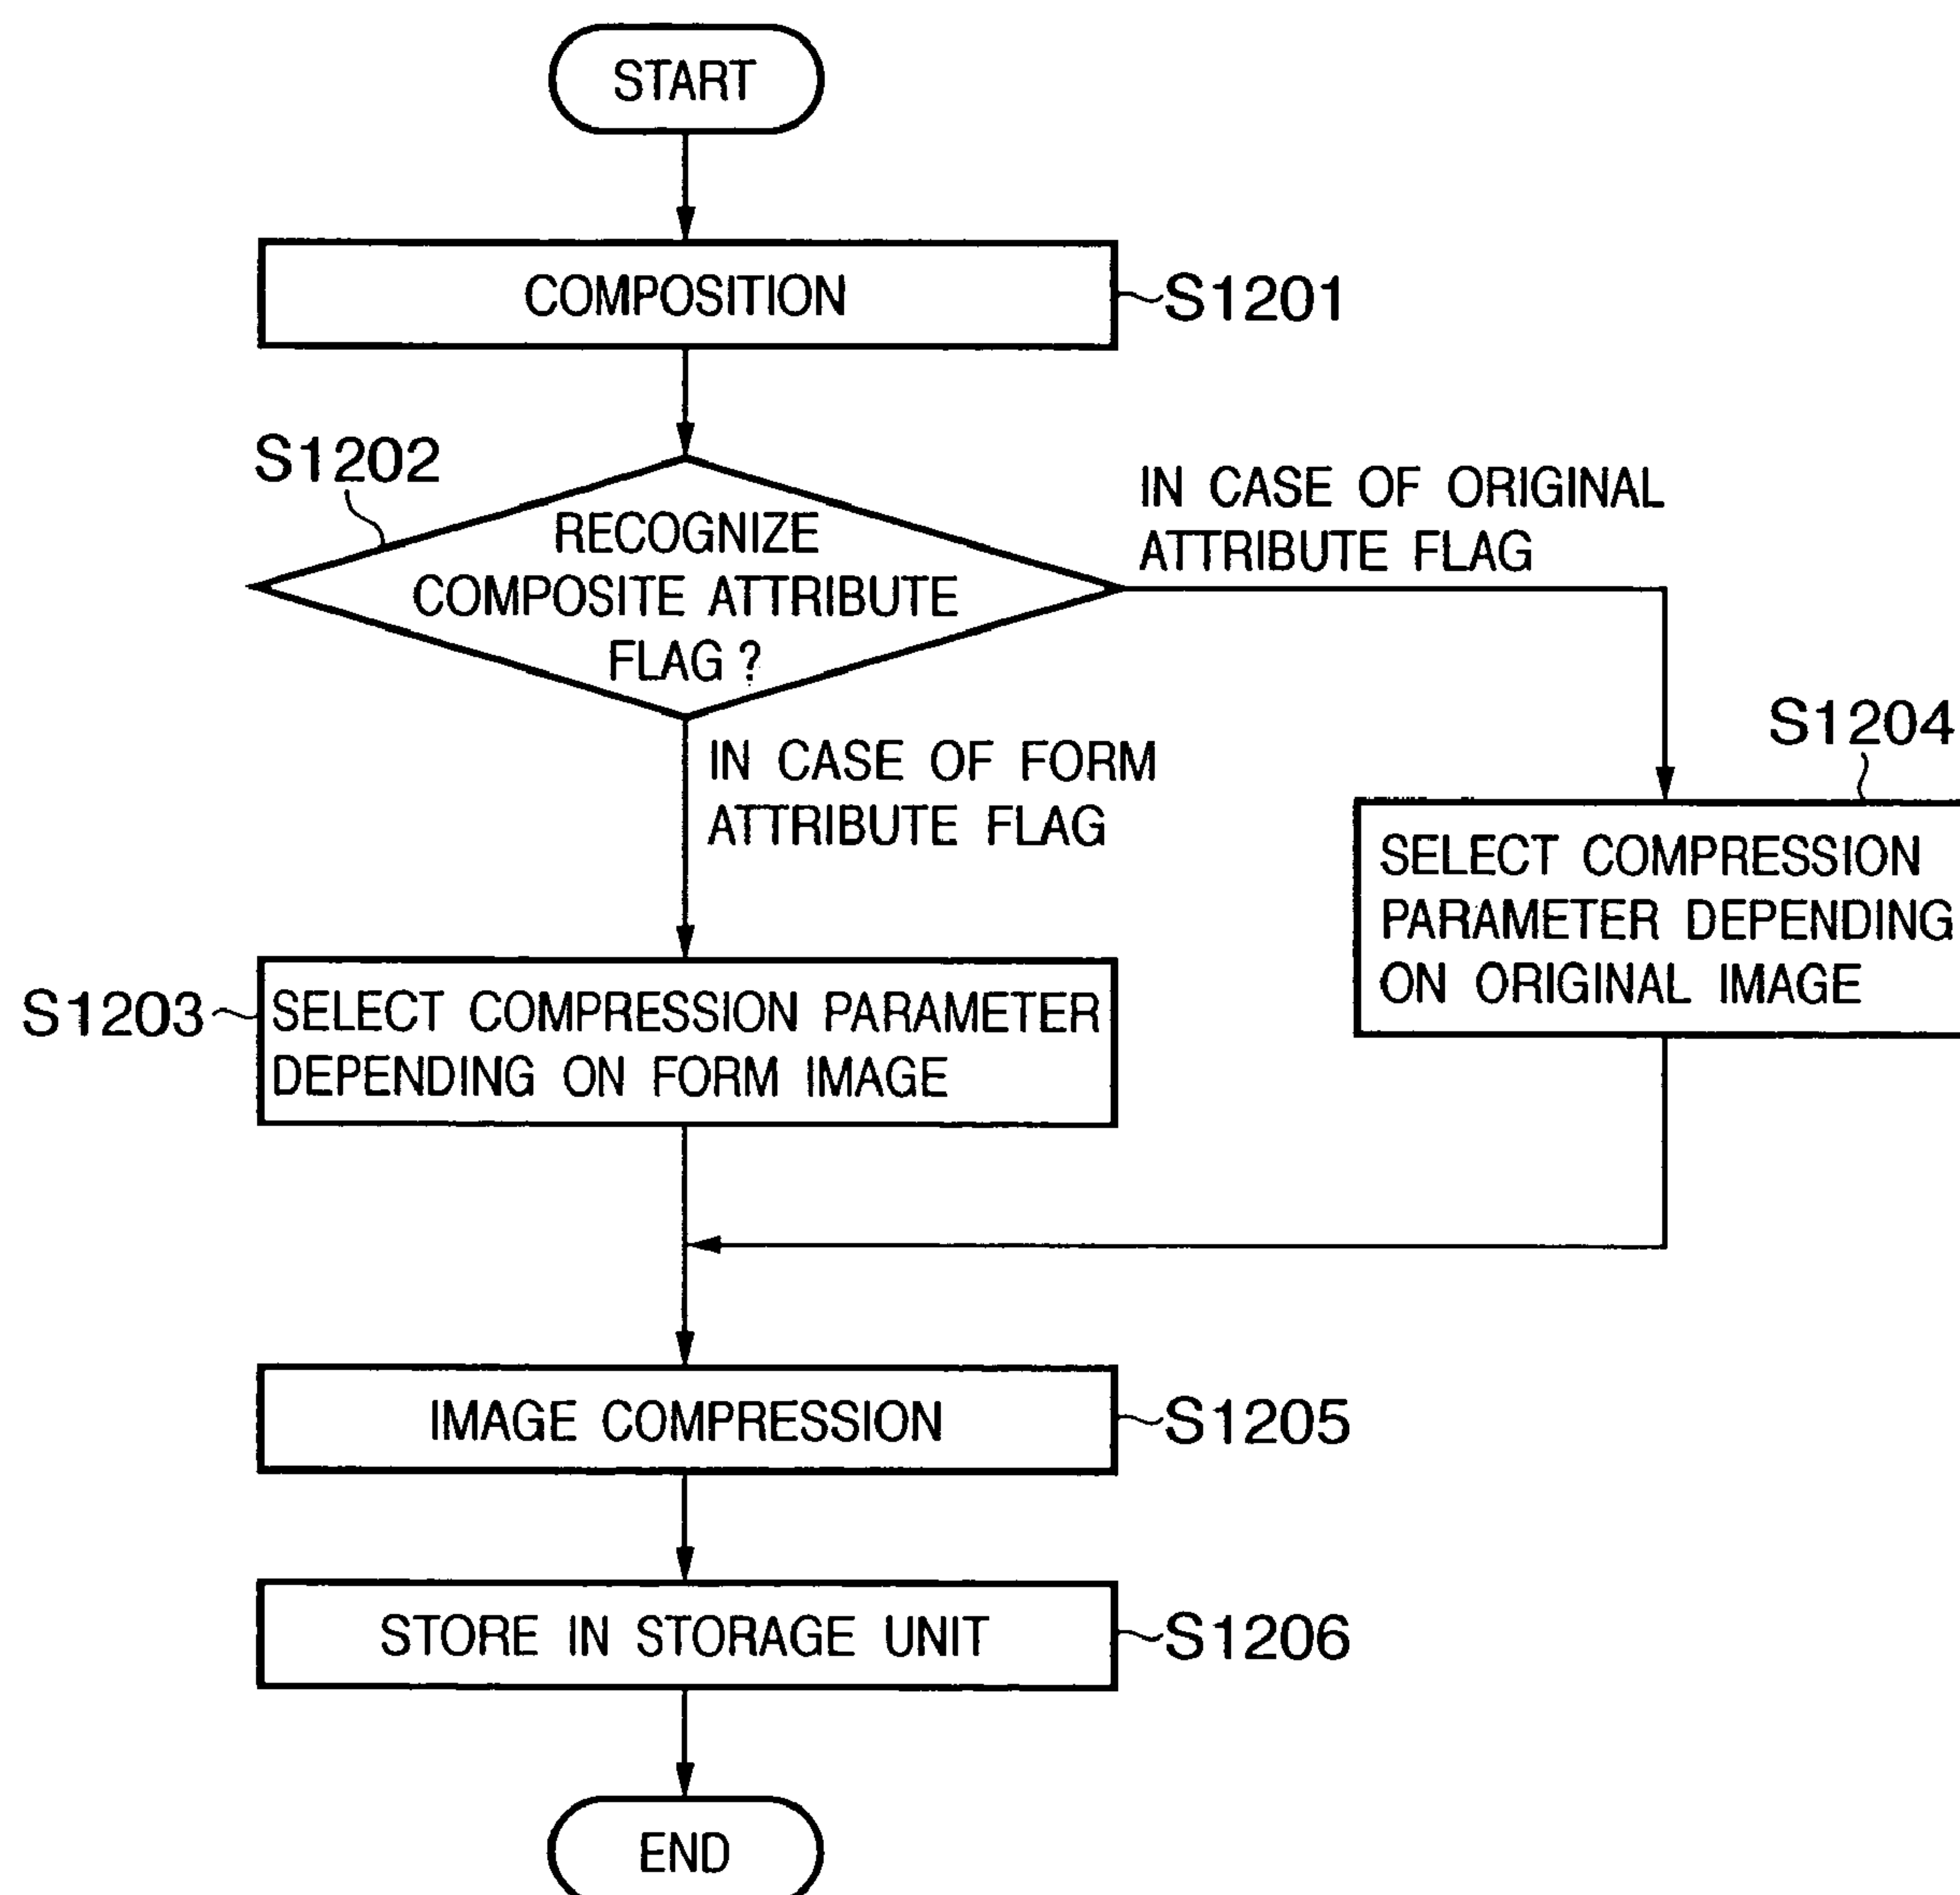 START
COMPOSITION
S1201
S1202
RECOGNIZE
COMPOSITE ATTRIBUTE
FLAG ?
IN CASE OF ORIGINAL
ATTRIBUTE FLAG
IN CASE OF FORM
ATTRIBUTE FLAG
S1204
SELECT COMPRESSION
PARAMETER DEPENDING
ON ORIGINAL IMAGE
S1203
SELECT COMPRESSION PARAMETER
DEPENDING ON FORM IMAGE
IMAGE COMPRESSION
S1205
STORE IN STORAGE UNIT
S1206
END